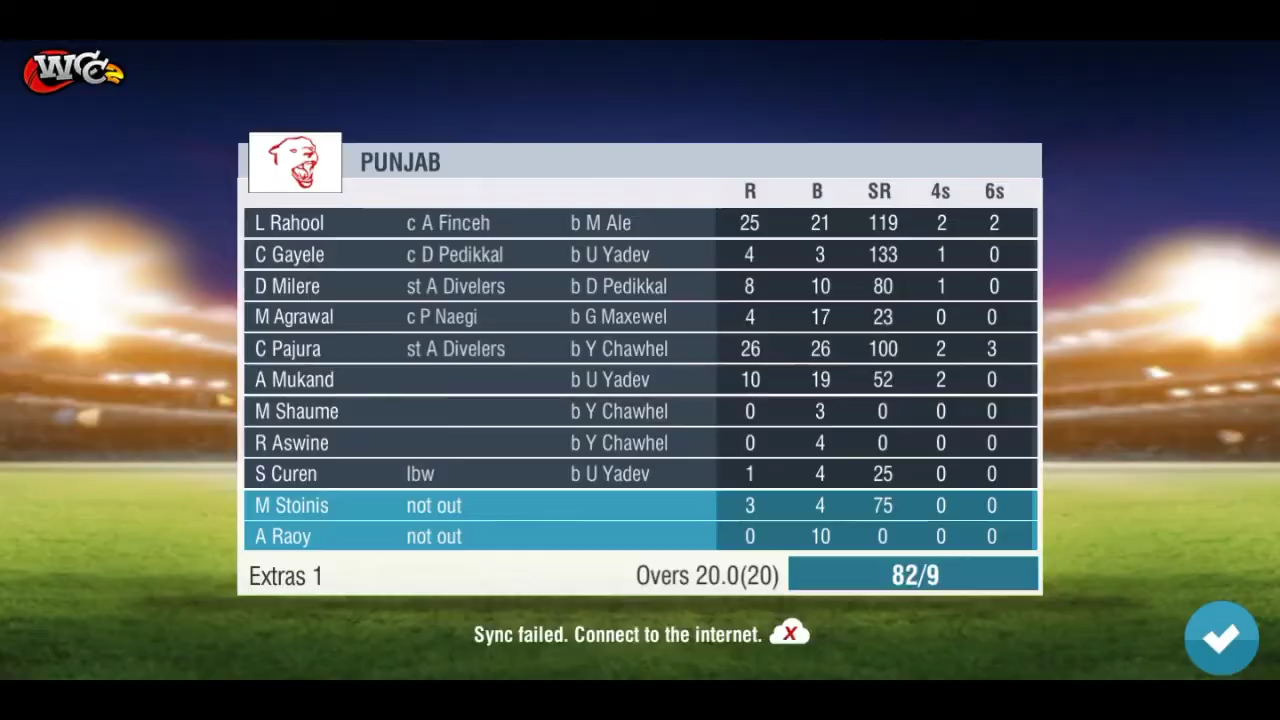 WCC
PUNJAB
R B SR 4s 6s
L Rahool c A Finceh b M Ale 25 21 119 2 2
C Gayele c D Pedikkal b U Yadev 4 3 133 1 0
D Milere st A Divelers b D Pedikkal 8 10 80 1 0
M Agrawal c P Naegi b G Maxewel 4 17 23 0 0
C Pajura st A Divelers b Y Chawhel 26 26 100 2 3
A Mukand b U Yadev 10 19 52 2 0
M Shaume b Y Chawhel 0 3 0 0 0
R Aswine b Y Chawhel 0 4 0 0 0
S Curen lbw b U Yadev 1 4 25 0 0
M Stoinis not out 3 4 75 0 0
A Raoy not out 0 10 0 0 0
Extras 1 Overs 20.0(20) 82/9
Sync failed. Connect to the internet. X